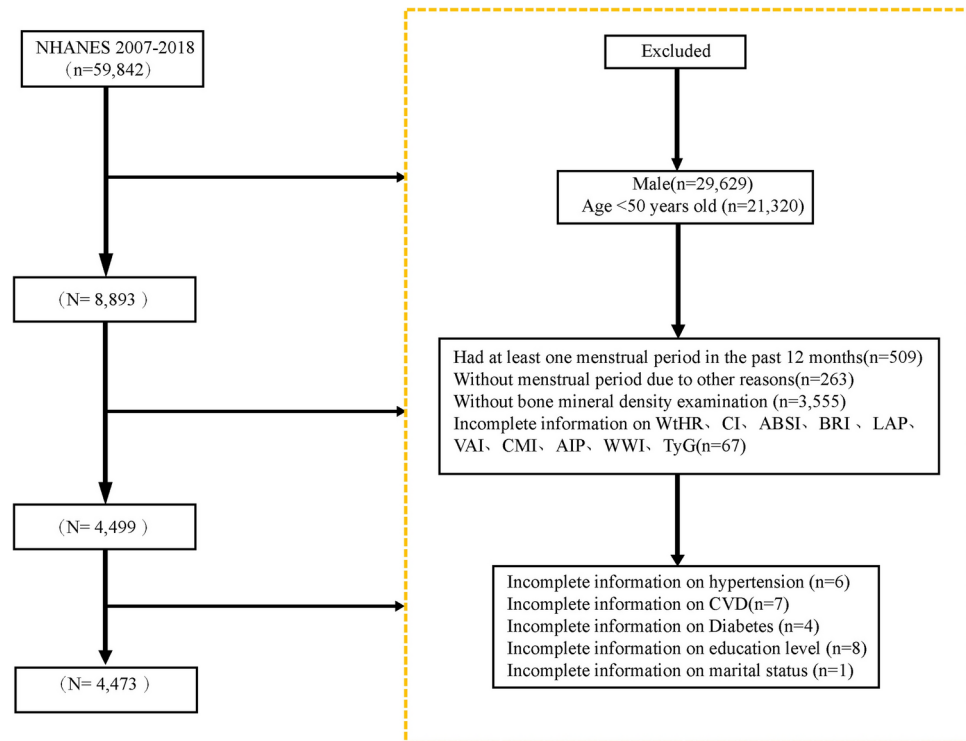 NHANES 2007-2018
(n=59,842）
（N= 8,893 ）
（N= 4,499 ）
（N= 4,473 ）
Excluded
Male(n=29,629)
Age <50 years old (n=21,320)
Had at least one menstrual period in the past 12 months(n=509)
Without menstrual period due to other reasons(n=263)
Without bone mineral density examination (n=3,555)
Incomplete information on WtHR、CI、ABSI、BRI 、LAP、
VAI、CMI、AIP、WWI、TyG(n=67)
Incomplete information on hypertension (n=6)
Incomplete information on CVD(n=7)
Incomplete information on Diabetes (n=4)
Incomplete information on education level (n=8)
Incomplete information on marital status (n=1)